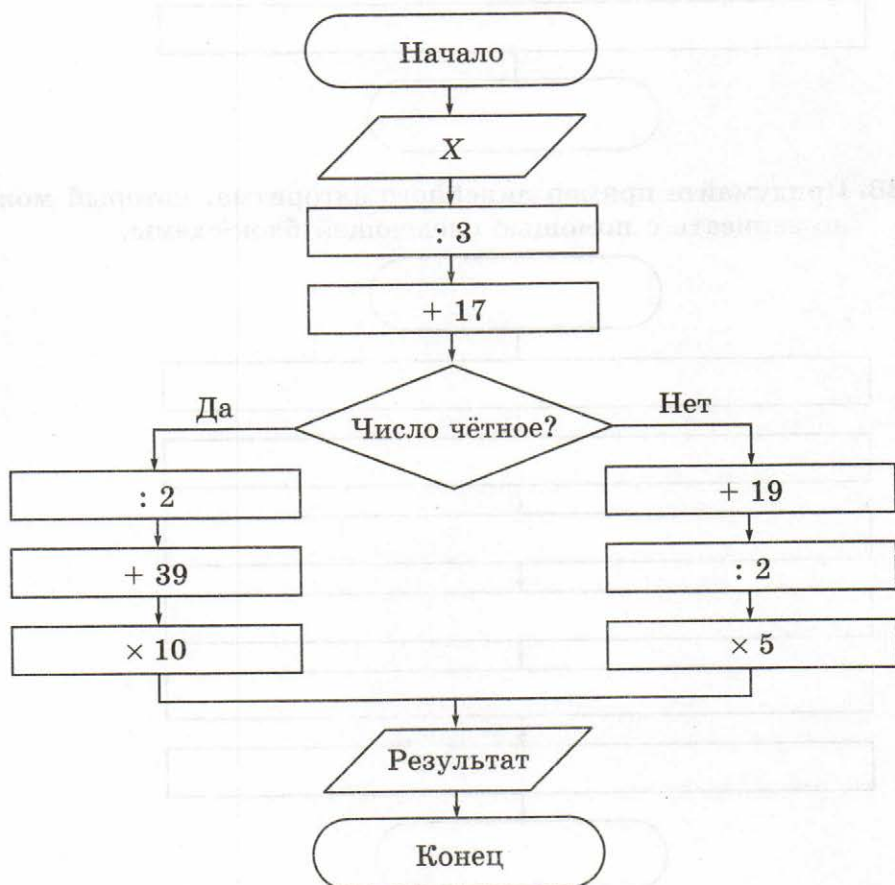 Начало
X
: 3
+ 17
Число чётное?
Да
Нет
: 2
+ 39
× 10
+ 19
: 2
× 5
Результат
Конец